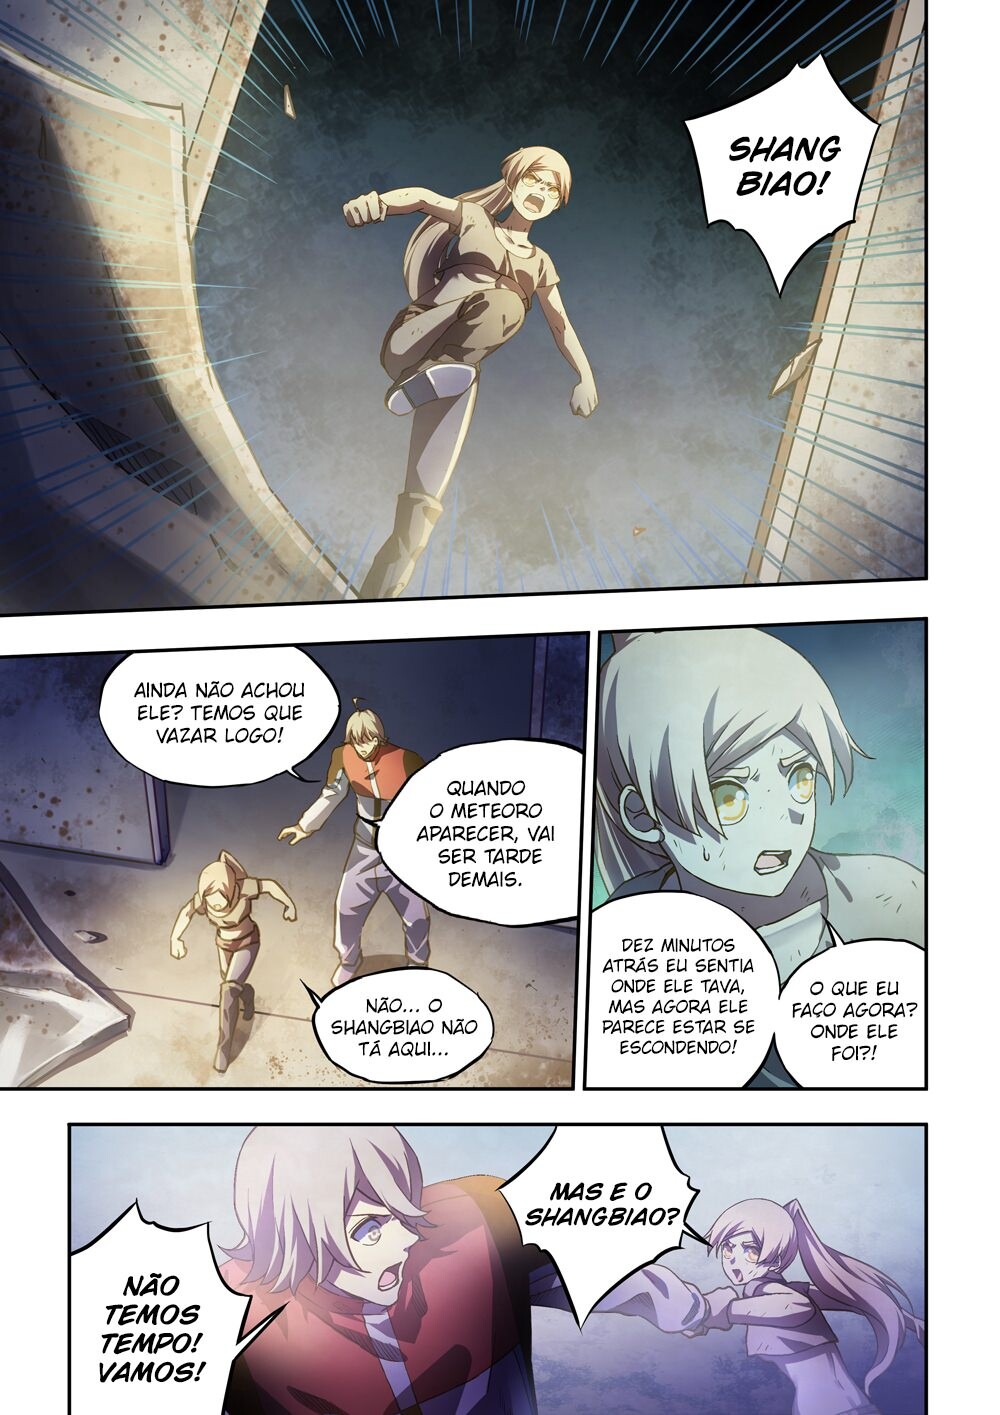 SHANG
BIAO!
AINDA NÃO ACHOU
ELE? TEMOS QUE
VAZAR LOGO!
QUANDO
O METEORO
APARECER, VAI
SER TARDE
DEMAIS.
NÃO... O
SHANGBIAO NÃO
TÁ AQUI...
DEZ MINUTOS
ATRÁS EU SENTIA
ONDE ELE TAVA,
MAS AGORA ELE
PARECE ESTAR SE
ESCONDENDO!
O QUE EU
FAÇO AGORA?
ONDE ELE
FOI?!
MAS E O
SHANGBIAO?
NÃO
TEMOS
TEMPO!
VAMOS!